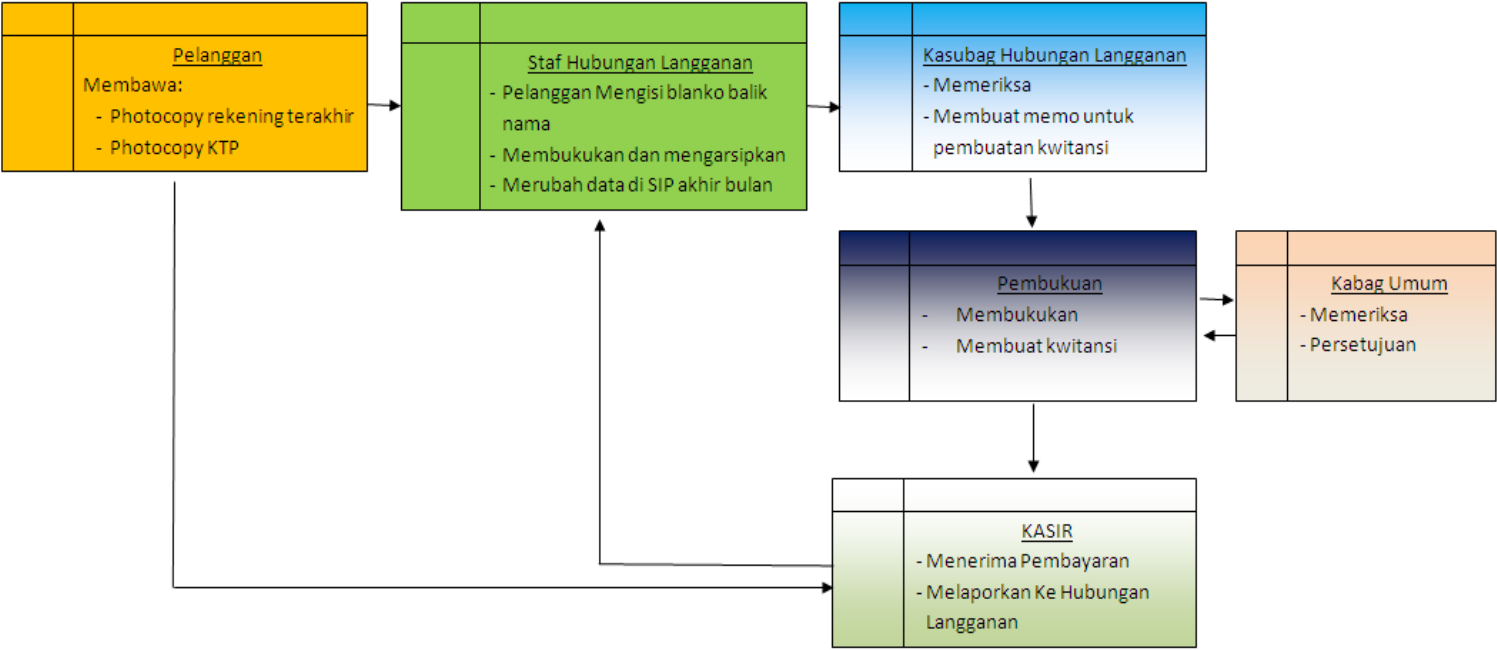 Pelanggan
Membawa:
- Photocopy rekening terakhir
- Photocopy KTP
Staf Hubungan Langganan
- Pelanggan Mengisi blanko balik
nama
- Membukukan dan mengarsipkan
- Merubah data di SIP akhir bulan
Kasubag Hubungan Langganan
- Memeriksa
- Membuat memo untuk
pembuatan kwitansi
Pembukuan
- Membukukan
- Membuat kwitansi
Kabag Umum
- Memeriksa
- Persetujuan
KASIR
- Menerima Pembayaran
- Melaporkan Ke Hubungan
Langganan